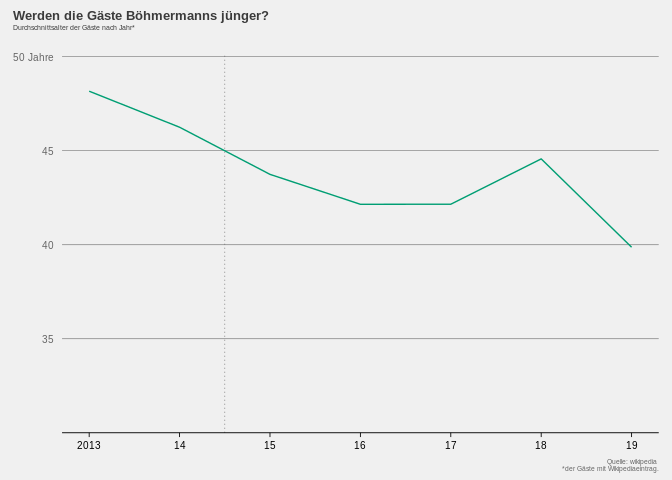 Werden die Gäste Böhmermanns jünger?
Durchschnittsalter der Gäste nach Jahr*
50 Jahre
45
40
35
2013 14 15 16 17 18 19
Quelle: wikipedia
*der Gäste mit Wikipediaeintrag.